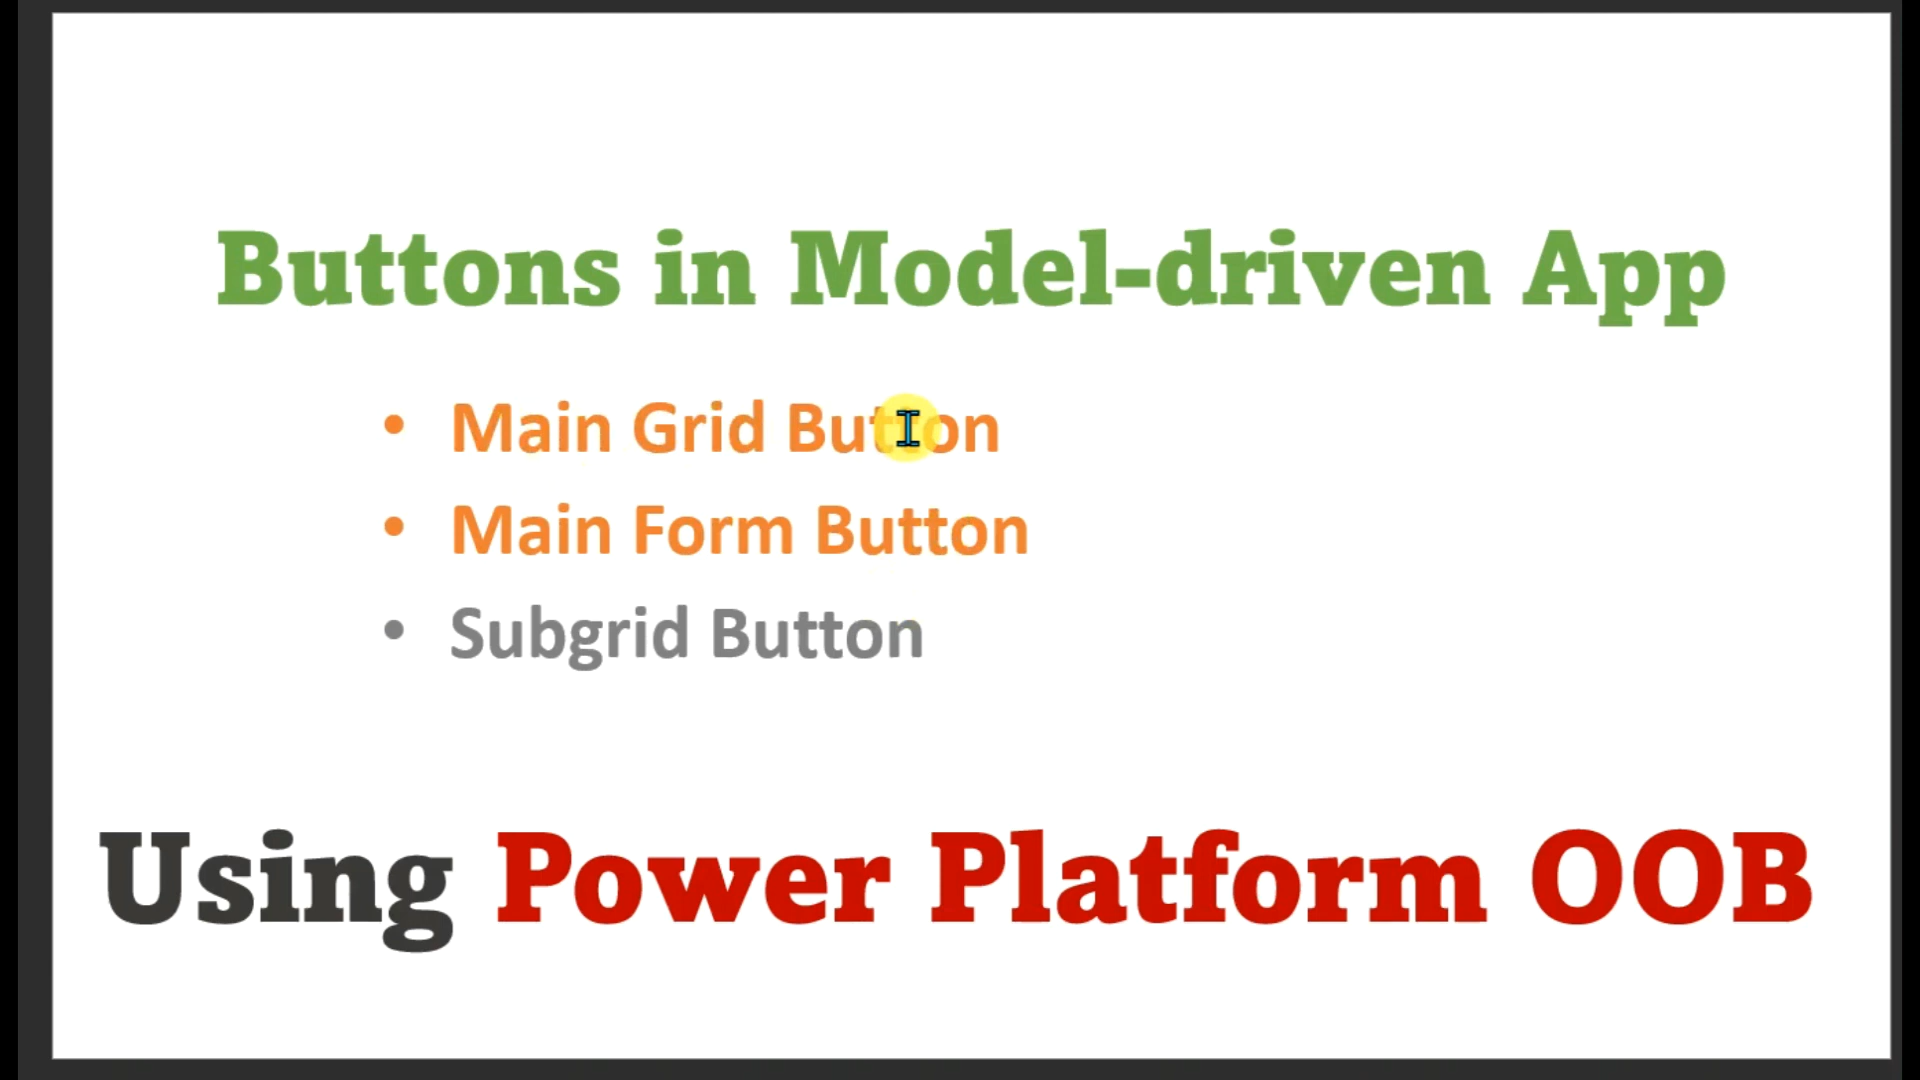 Buttons in Model-driven App
• Main Grid Button
• Main Form Button
• Subgrid Button
Using Power Platform OOB